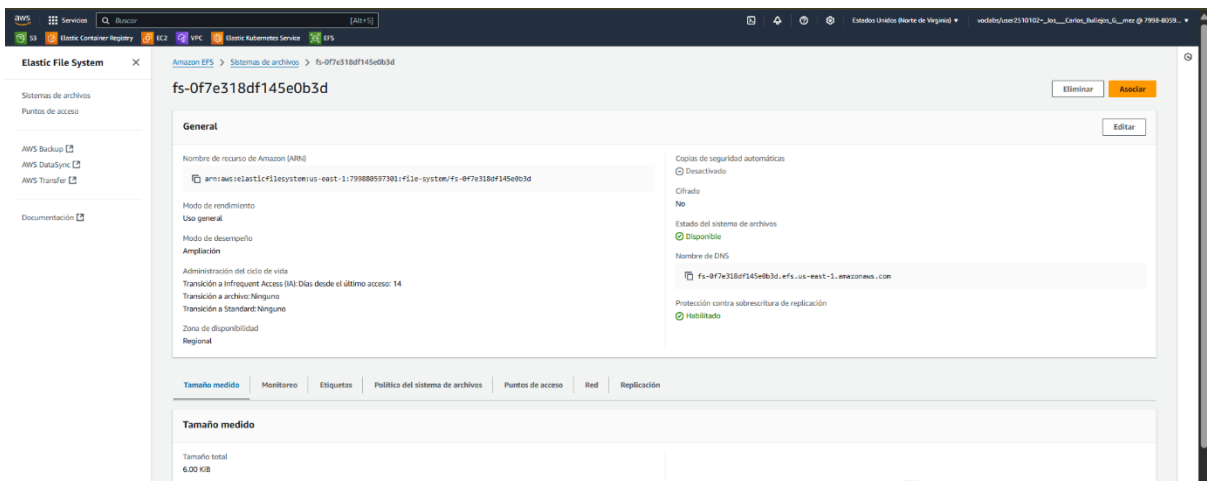 aws
Servicios
Buscar
[Alt+S]
Estados Unidos (Norte de Virginia)
voclabs/user2510102=_Jos___Carlos_Bullejos_G__mez @ 7998-8059...
S3
Elastic Container Registry
EC2
VPC
Elastic Kubernetes Service
EFS
Elastic File System
Sistemas de archivos
Puntos de acceso
AWS Backup
AWS DataSync
AWS Transfer
Documentación
Amazon EFS > Sistemas de archivos > fs-0f7e318df145e0b3d
fs-0f7e318df145e0b3d
Eliminar
Asociar
General
Editar
Nombre de recurso de Amazon (ARN)
arn:aws:elasticfilesystem:us-east-1:799880597301:file-system/fs-0f7e318df145e0b3d
Modo de rendimiento
Uso general
Modo de desempeño
Ampliación
Administración del ciclo de vida
Transición a Infrequent Access (IA): Días desde el último acceso: 14
Transición a archivo: Ninguno
Transición a Standard: Ninguno
Zona de disponibilidad
Regional
Copias de seguridad automáticas
Desactivado
Cifrado
No
Estado del sistema de archivos
Disponible
Nombre de DNS
fs-0f7e318df145e0b3d.efs.us-east-1.amazonaws.com
Protección contra sobrescritura de replicación
Habilitado
Tamaño medido
Monitoreo
Etiquetas
Política del sistema de archivos
Puntos de acceso
Red
Replicación
Tamaño medido
Tamaño total
6.00 KiB